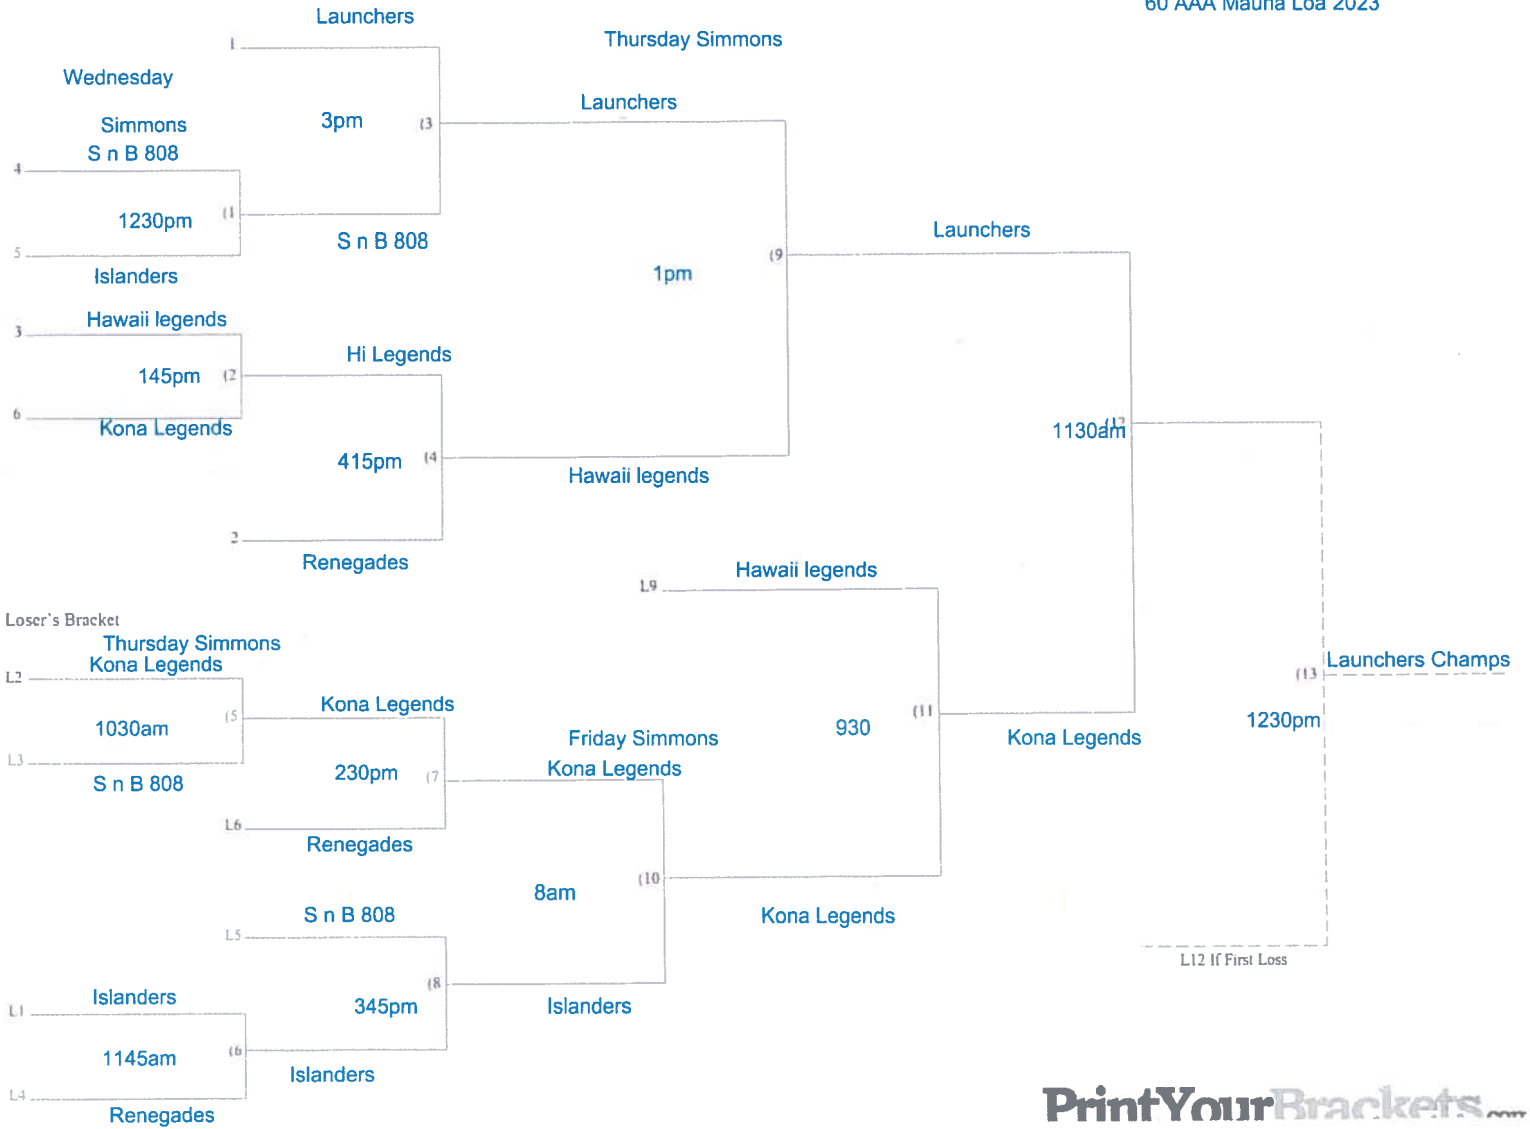 60 AAA Mauna Loa 2023
Launchers
1
Thursday Simmons
Wednesday
Launchers
3pm
(3
Simmons
S n B 808
4
1230pm
(1
S n B 808
5
Islanders
Launchers
(9
1pm
Hawaii legends
3
Hi Legends
145pm
(2
6
Kona Legends
1130am
(12
415pm
(4
Hawaii legends
2
Renegades
Hawaii legends
L9
Loser's Bracket
Thursday Simmons
Kona Legends
L2
Launchers Champs
(13
Kona Legends
1030am
(5
Friday Simmons
930
(11
Kona Legends
1230pm
L3
S n B 808
230pm
(7
Kona Legends
L6
Renegades
8am
(10
S n B 808
Kona Legends
L5
L12 If First Loss
(8
Islanders
L1
345pm
Islanders
1145am
(6
Islanders
L4
Renegades
PrintYourBrackets.com